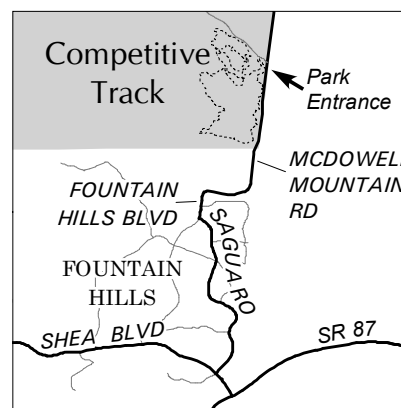 Competitive
Track
Park
Entrance
MCDOWELL
MOUNTAIN
RD
FOUNTAIN
HILLS BLVD
SAGUARO
FOUNTAIN
HILLS
SHEA BLVD
SR 87